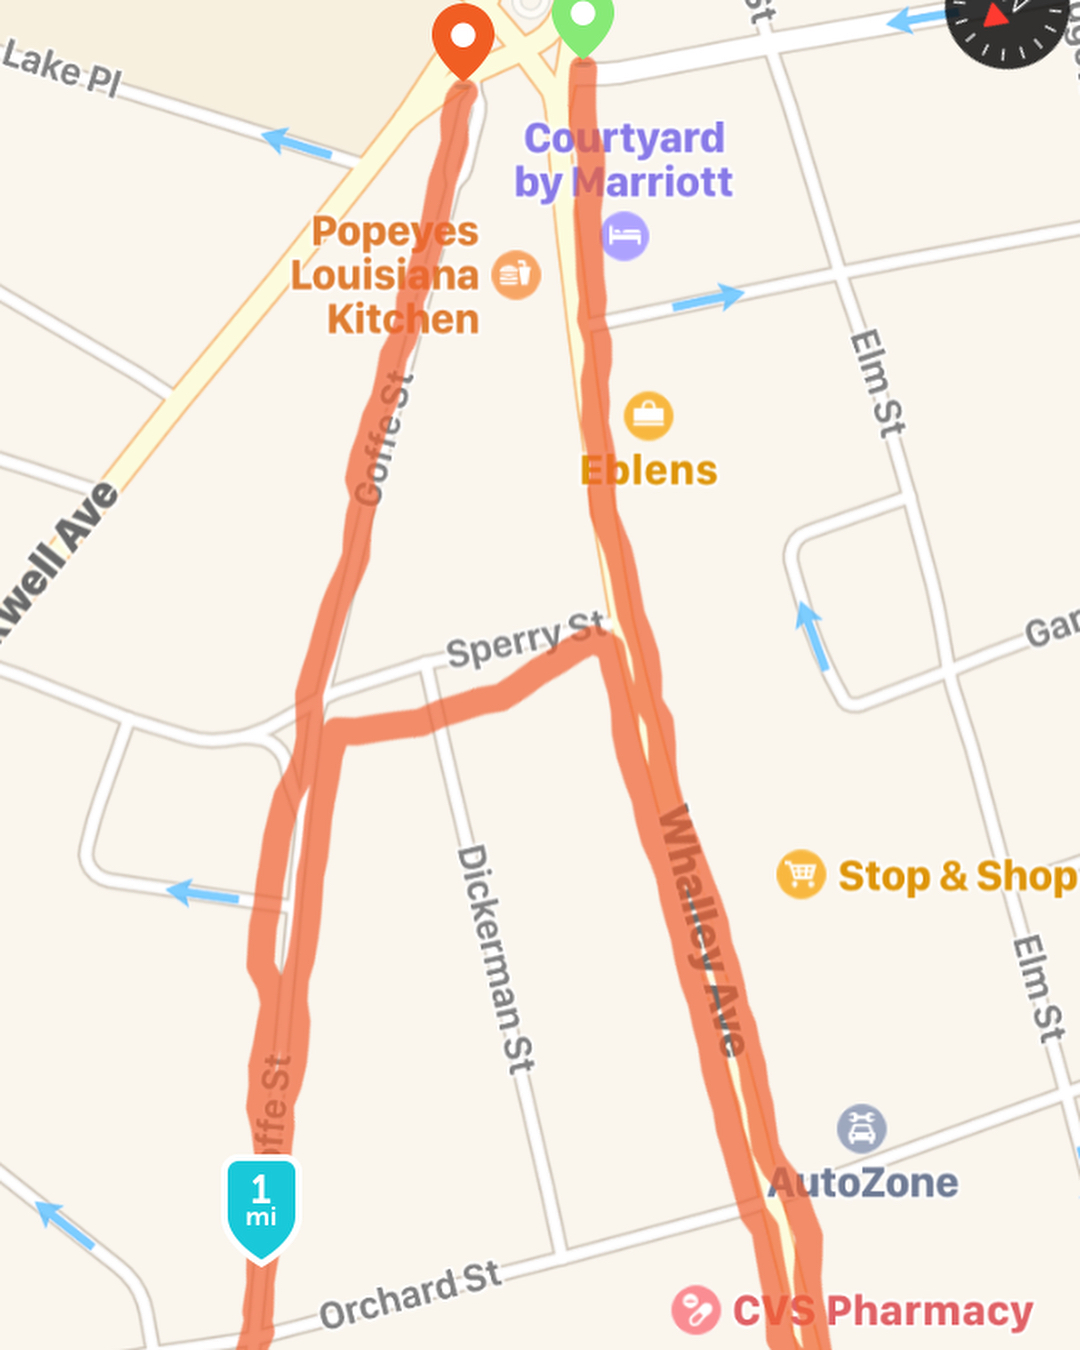 St
Lake Pl
Courtyard
by Marriott
Popeyes
Louisiana
Kitchen
Elm St
Goffe St
Eblens
Sperry St
Whalley Ave
Stop & Shop
Dickerman St
Elm St
1
mi
AutoZone
Orchard St
CVS Pharmacy